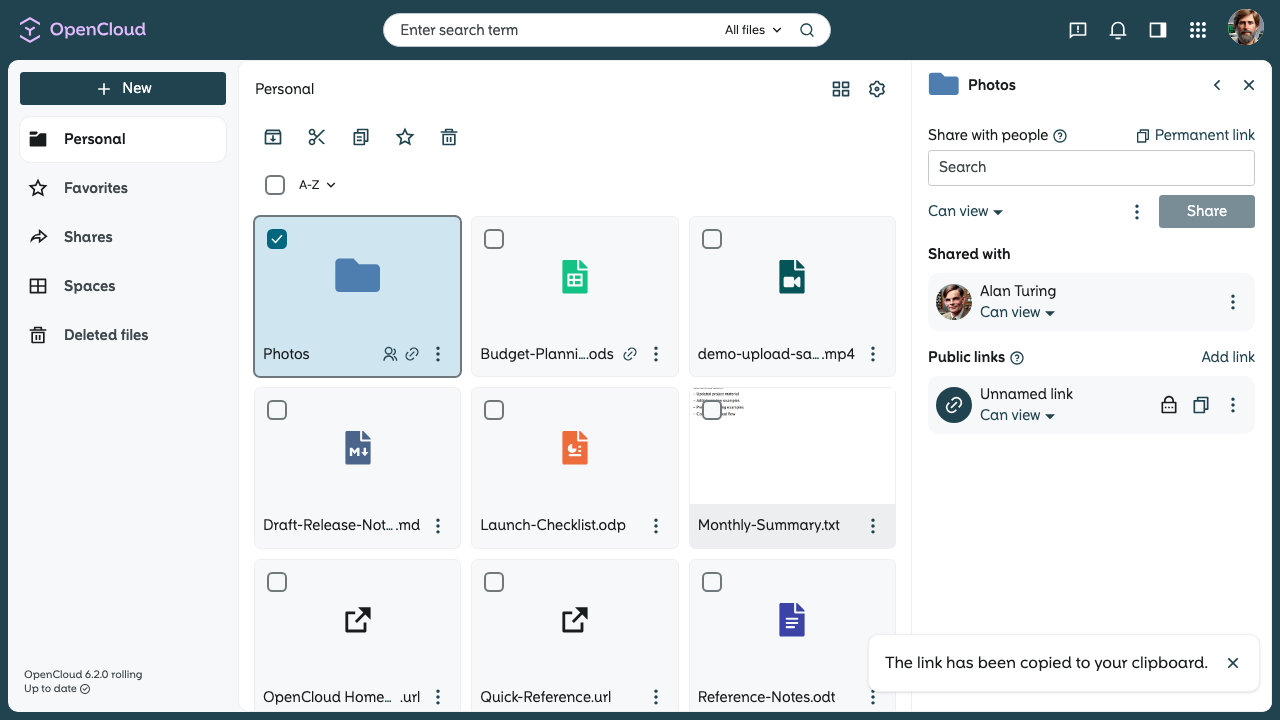 OpenCloud
Enter search term
All files
New
Personal
Favorites
Shares
Spaces
Deleted files
OpenCloud 6.2.0 rolling
Up to date
Personal
A-Z
Photos
Budget-Planni....ods
demo-upload-sa....mp4
Draft-Release-Not....md
Launch-Checklist.odp
- Updated project material
Monthly-Summary.txt
OpenCloud Home... .url
Quick-Reference.url
Reference-Notes.odt
Photos
Share with people
Permanent link
Search
Can view
Share
Shared with
Alan Turing
Can view
Public links
Add link
Unnamed link
Can view
The link has been copied to your clipboard.